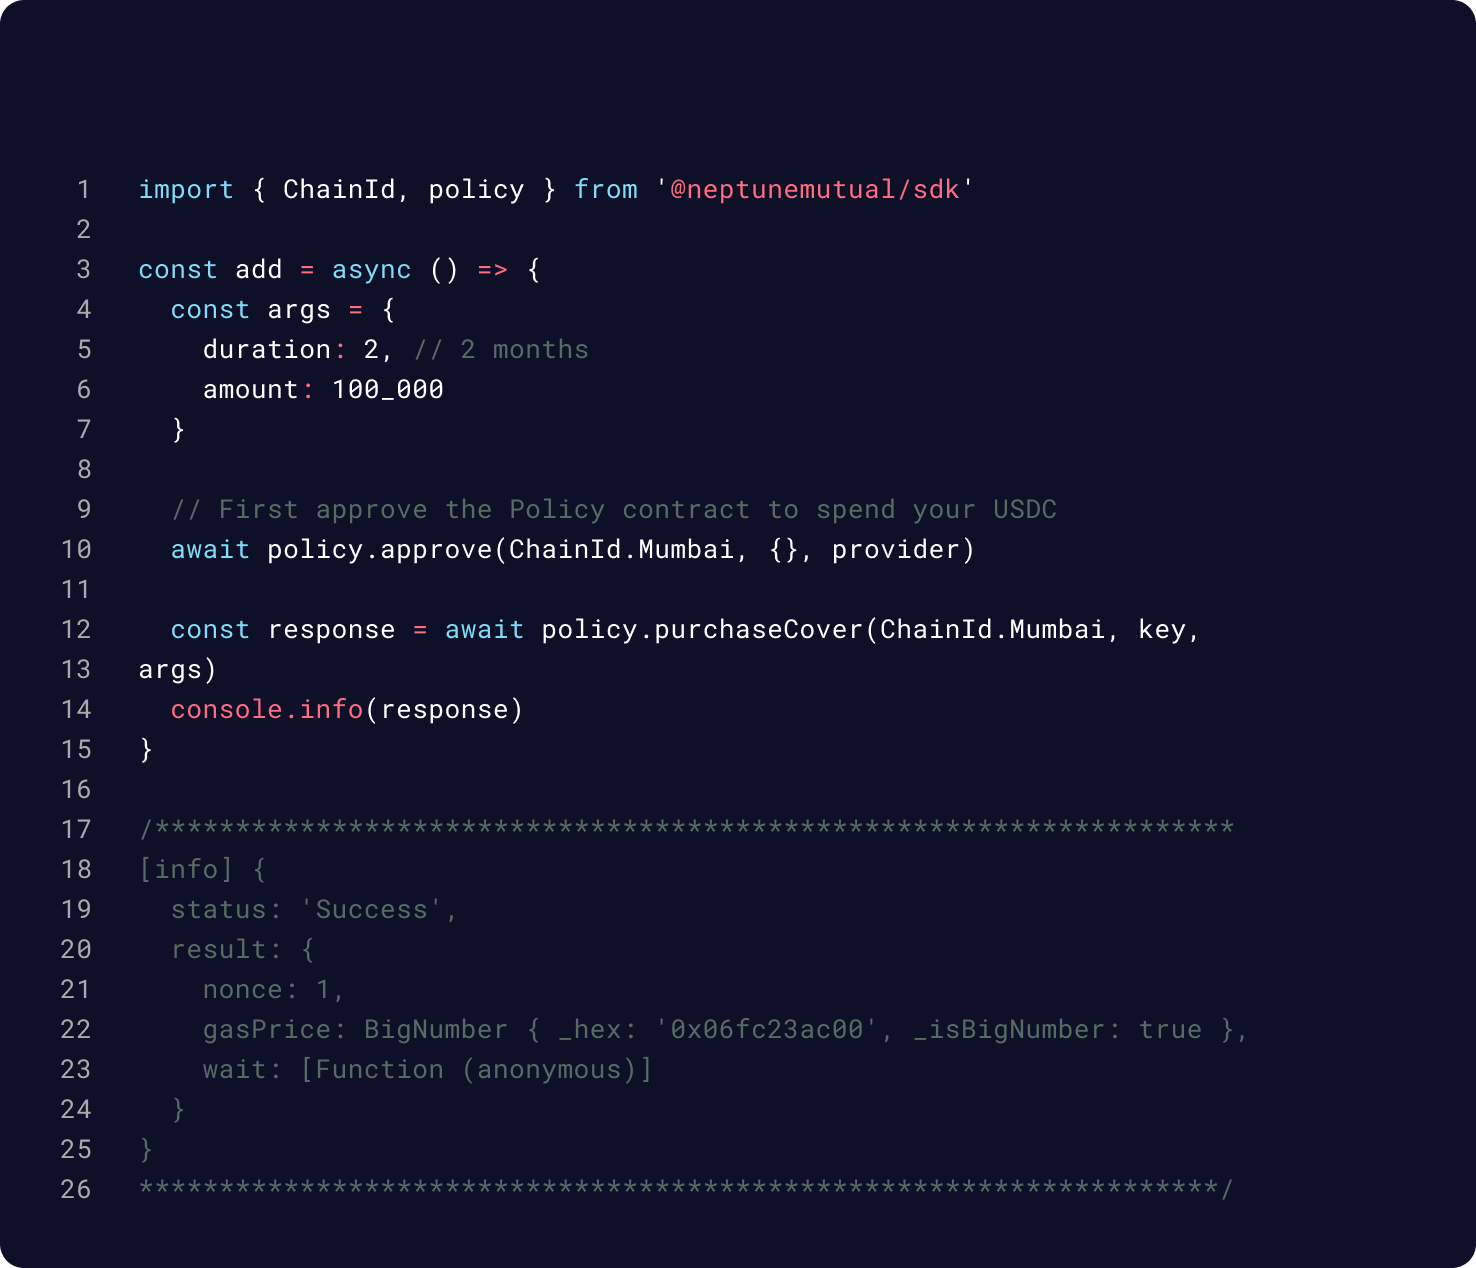 1 import { ChainId, policy } from '@neptunemutual/sdk'
2
3 const add = async () => {
4   const args = {
5     duration: 2, // 2 months
6     amount: 100_000
7   }
8
9   // First approve the Policy contract to spend your USDC
10   await policy.approve(ChainId.Mumbai, {}, provider)
11
12   const response = await policy.purchaseCover(ChainId.Mumbai, key,
13 args)
14   console.info(response)
15 }
16
17 /*******************************************************************
18 [info] {
19   status: 'Success',
20   result: {
21     nonce: 1,
22     gasPrice: BigNumber { _hex: '0x06fc23ac00', _isBigNumber: true },
23     wait: [Function (anonymous)]
24   }
25 }
26 *******************************************************************/